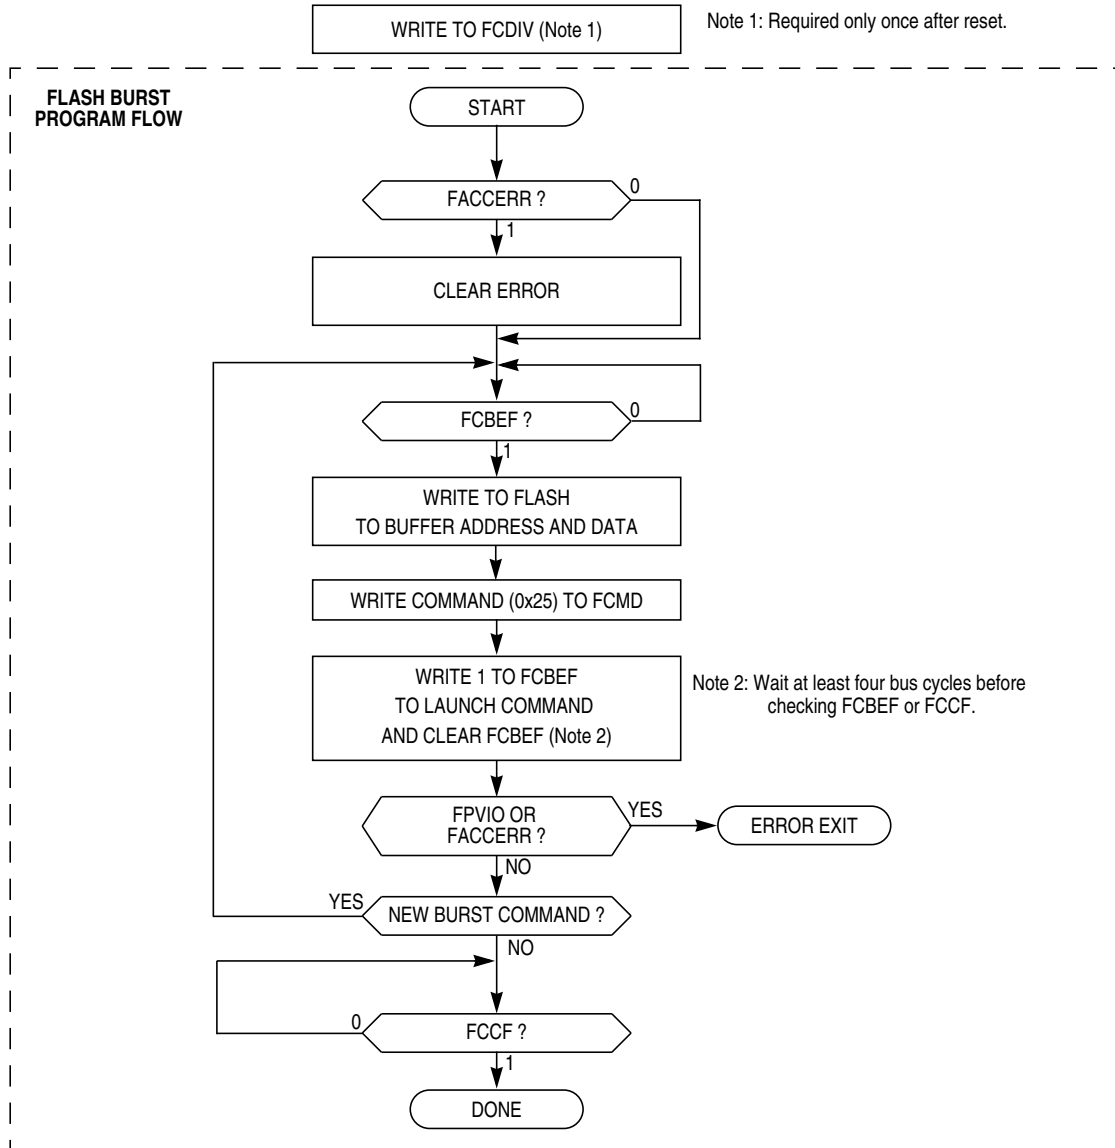 WRITE TO FCDIV (Note 1)
Note 1: Required only once after reset.
FLASH BURST
PROGRAM FLOW
START
FACCERR ?
0
1
CLEAR ERROR
FCBEF ?
0
1
WRITE TO FLASH
TO BUFFER ADDRESS AND DATA
WRITE COMMAND (0x25) TO FCMD
WRITE 1 TO FCBEF
TO LAUNCH COMMAND
AND CLEAR FCBEF (Note 2)
Note 2: Wait at least four bus cycles before
checking FCBEF or FCCF.
FPVIO OR
FACCERR ?
YES
ERROR EXIT
NO
YES
NEW BURST COMMAND ?
NO
0
FCCF ?
1
DONE